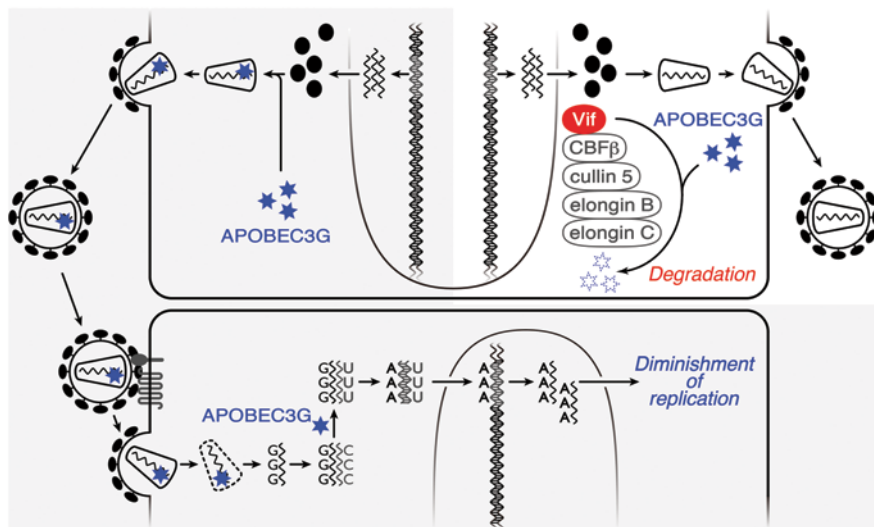 Vif
APOBEC3G
CBFβ
cullin 5
elongin B
elongin C
APOBEC3G
Degradation
Diminishment
of
replication
APOBEC3G
G U
G U
G U
A U
A U
A U
A
A
A
A
A
A
A
A
A
G
G
G
G C
G C
G C